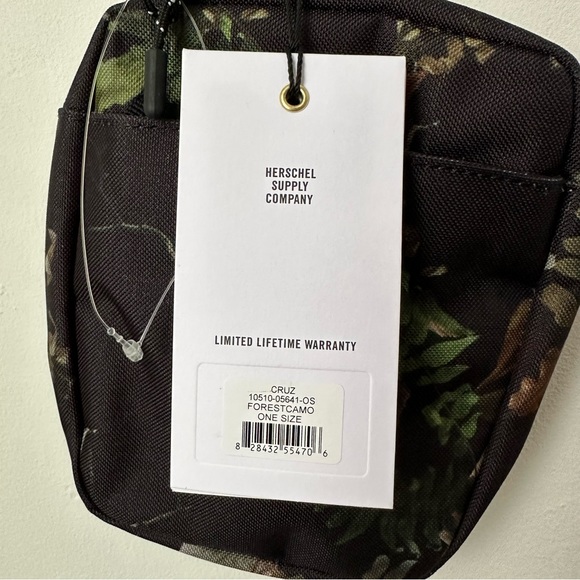 HERSCHEL
SUPPLY
COMPANY
LIMITED LIFETIME WARRANTY
CRUZ
10510-05641-OS
FORESTCAMO
ONE SIZE
8 28432 55470 6